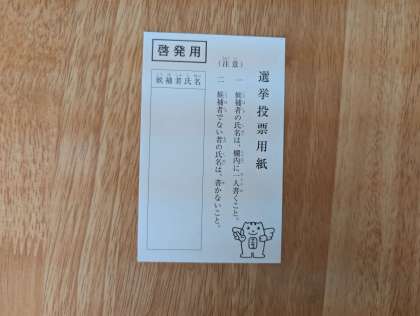 選挙投票用紙
（注意）
一 候補者の氏名は、欄内に一人書くこと。
二 候補者でない者の氏名は、書かないこと。
啓発用
候補者氏名